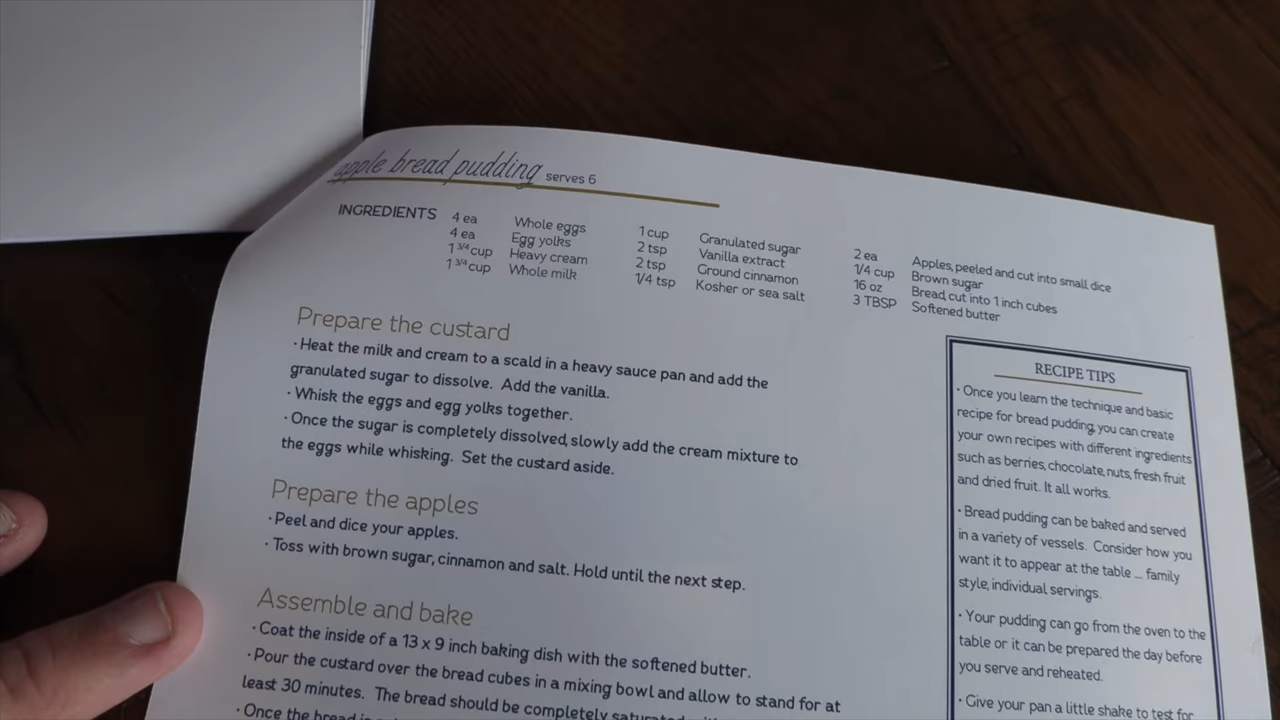 apple bread pudding serves 6
INGREDIENTS
4 ea Whole eggs
4 ea Egg yolks
1 3/4 cup Heavy cream
1 3/4 cup Whole milk
1 cup Granulated sugar
2 tsp Vanilla extract
2 tsp Ground cinnamon
1/4 tsp Kosher or sea salt
2 ea Apples, peeled and cut into small dice
1/4 cup Brown sugar
16 oz Bread, cut into 1 inch cubes
3 TBSP Softened butter
Prepare the custard
· Heat the milk and cream to a scald in a heavy sauce pan and add the
granulated sugar to dissolve. Add the vanilla.
· Whisk the eggs and egg yolks together.
· Once the sugar is completely dissolved, slowly add the cream mixture to
the eggs while whisking. Set the custard aside.
Prepare the apples
· Peel and dice your apples.
· Toss with brown sugar, cinnamon and salt. Hold until the next step.
Assemble and bake
· Coat the inside of a 13 x 9 inch baking dish with the softened butter.
· Pour the custard over the bread cubes in a mixing bowl and allow to stand for at
least 30 minutes. The bread should be completely
· Once the bread
RECIPE TIPS
· Once you learn the technique and basic
recipe for bread pudding, you can create
your own recipes with different ingredients
such as berries, chocolate, nuts, fresh fruit
and dried fruit. It all works.
· Bread pudding can be baked and served
in a variety of vessels. Consider how you
want it to appear at the table ... family
style, individual servings.
· Your pudding can go from the oven to the
table or it can be prepared the day before
you serve and reheated.
· Give your pan a little shake to test for